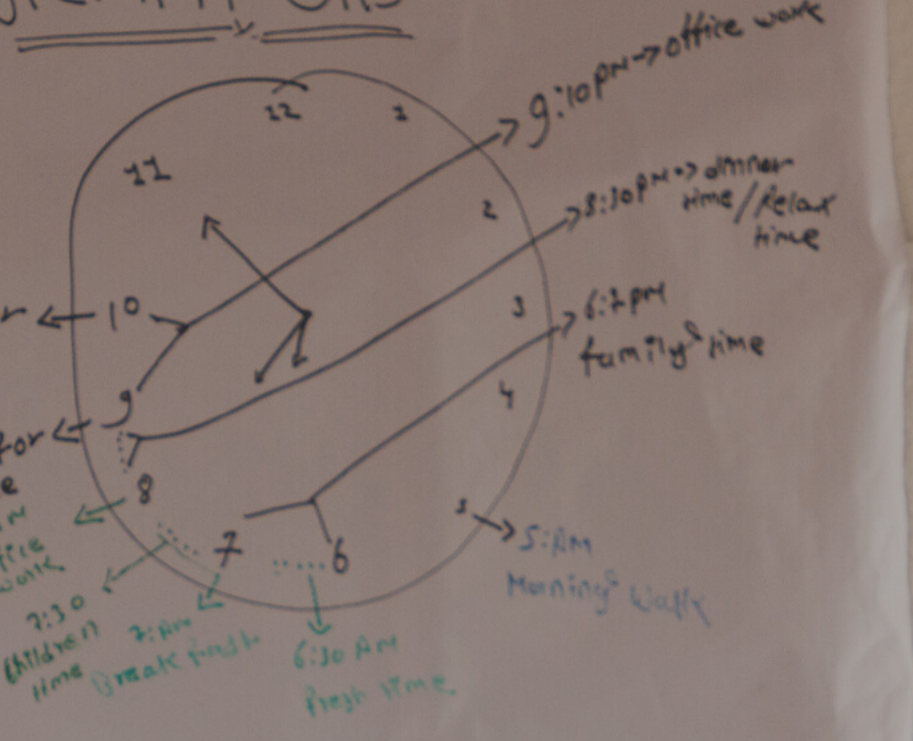 9:10pm→office work
12
1
11
8:30pm→dinner
time/Relax
time
2
10
3
6:7pm
family time
4
9
for
8
5
5:AM
Morning Walk
7
6
work
7:30
children
time
7:AM
Break fast
6:30 AM
fresh time